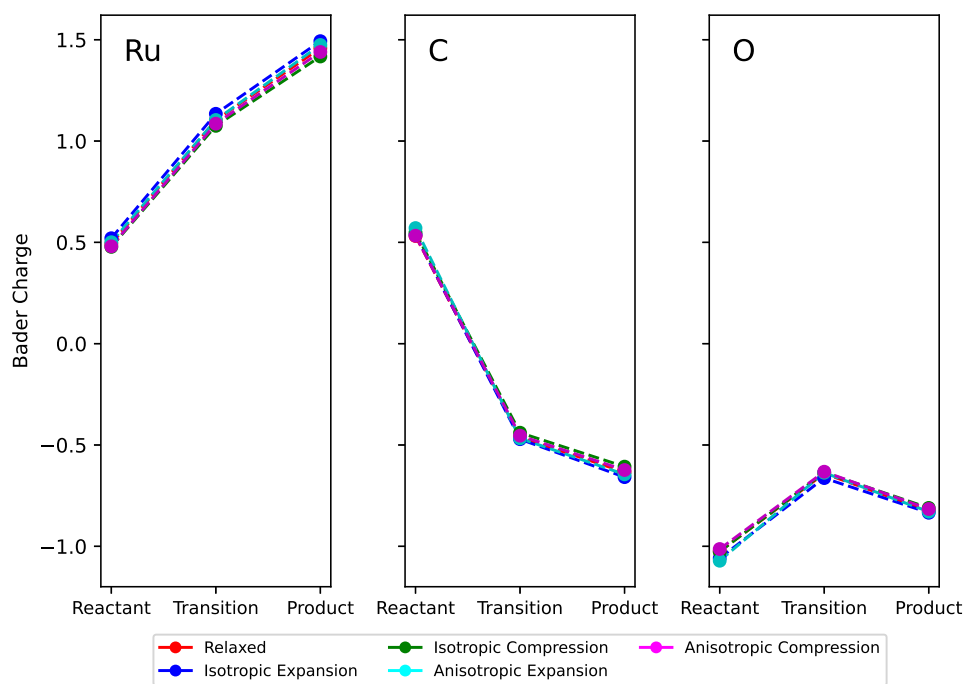 Ru
C
O
1.5
1.0
0.5
0.0
−0.5
−1.0
Bader Charge
Reactant Transition Product
Reactant Transition Product
Reactant Transition Product
Relaxed
Isotropic Expansion
Isotropic Compression
Anisotropic Expansion
Anisotropic Compression